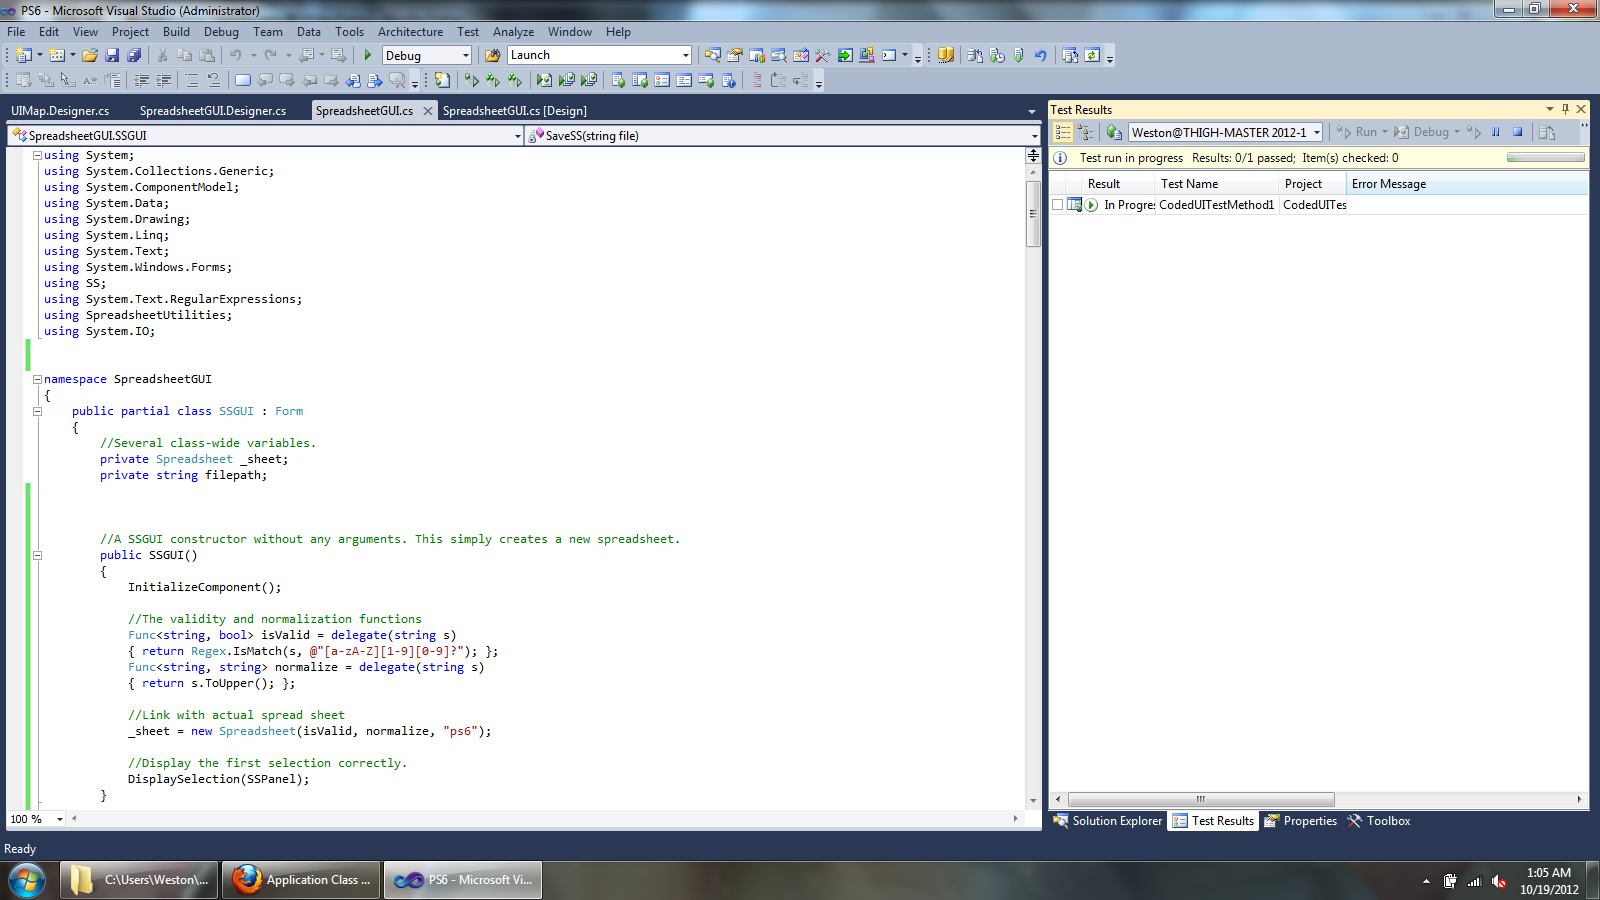 PS6 - Microsoft Visual Studio (Administrator)
File Edit View Project Build Debug Team Data Tools Architecture Test Analyze Window Help
Debug Launch
UIMap.Designer.cs SpreadsheetGUI.Designer.cs SpreadsheetGUI.cs SpreadsheetGUI.cs [Design]
SpreadsheetGUI.SSGUI SaveSS(string file)
using System;
using System.Collections.Generic;
using System.ComponentModel;
using System.Data;
using System.Drawing;
using System.Linq;
using System.Text;
using System.Windows.Forms;
using SS;
using System.Text.RegularExpressions;
using SpreadsheetUtilities;
using System.IO;
namespace SpreadsheetGUI
{
public partial class SSGUI : Form
{
//Several class-wide variables.
private Spreadsheet _sheet;
private string filepath;
//A SSGUI constructor without any arguments. This simply creates a new spreadsheet.
public SSGUI()
{
InitializeComponent();
//The validity and normalization functions
Func<string, bool> isValid = delegate(string s)
{ return Regex.IsMatch(s, @"[a-zA-Z][1-9][0-9]?"); };
Func<string, string> normalize = delegate(string s)
{ return s.ToUpper(); };
//Link with actual spread sheet
_sheet = new Spreadsheet(isValid, normalize, "ps6");
//Display the first selection correctly.
DisplaySelection(SSPanel);
}
100 %
Test Results
Weston@THIGH-MASTER 2012-1 Run Debug
Test run in progress Results: 0/1 passed; Item(s) checked: 0
Result Test Name Project Error Message
In Progre CodedUITestMethod1 CodedUITes
Solution Explorer Test Results Properties Toolbox
Ready
C:\Users\Weston\... Application Class ... PS6 - Microsoft Vi...
1:05 AM
10/19/2012